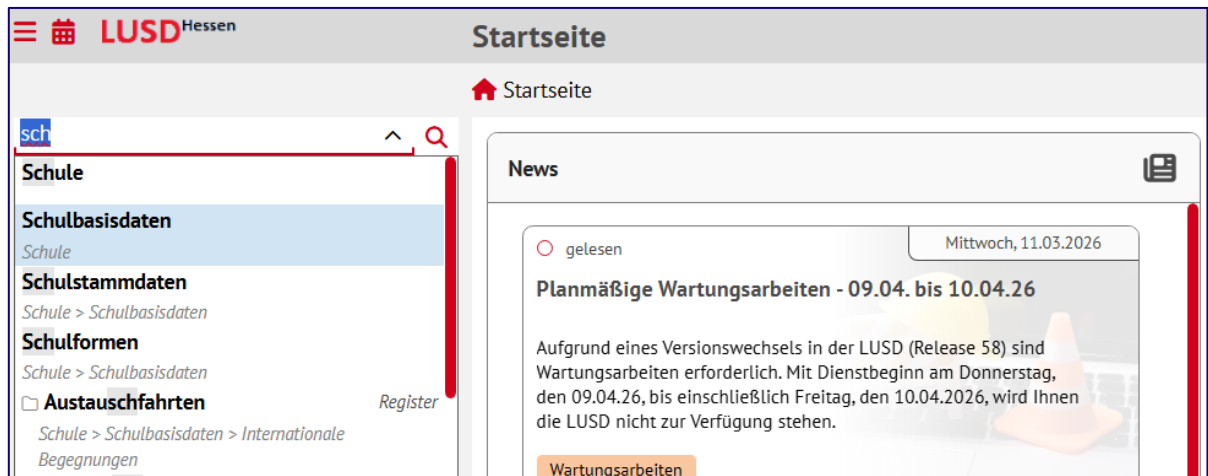 LUSD Hessen
Startseite
Startseite
sch
Schule
Schulbasisdaten
Schule
Schulstammdaten
Schule > Schulbasisdaten
Schulformen
Schule > Schulbasisdaten
Austauschfahrten Register
Schule > Schulbasisdaten > Internationale
Begegnungen
News
gelesen
Mittwoch, 11.03.2026
Planmäßige Wartungsarbeiten - 09.04. bis 10.04.26
Aufgrund eines Versionswechsels in der LUSD (Release 58) sind
Wartungsarbeiten erforderlich. Mit Dienstbeginn am Donnerstag,
den 09.04.26, bis einschließlich Freitag, den 10.04.2026, wird Ihnen
die LUSD nicht zur Verfügung stehen.
Wartungsarbeiten